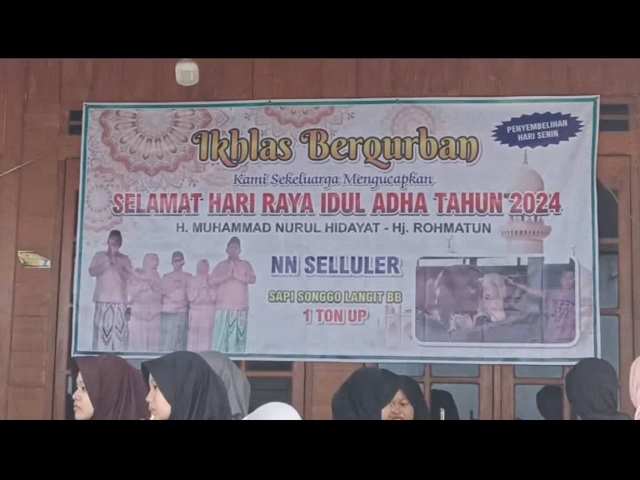 Ikhlas Berqurban
PENYEMBELIHAN
HARI SENIN
Kami Sekeluarga Mengucapkan
SELAMAT HARI RAYA IDUL ADHA TAHUN 2024
H. MUHAMMAD NURUL HIDAYAT - Hj. ROHMATUN
NN SELLULER
SAPI SONGGO LANGIT BB
1 TON UP